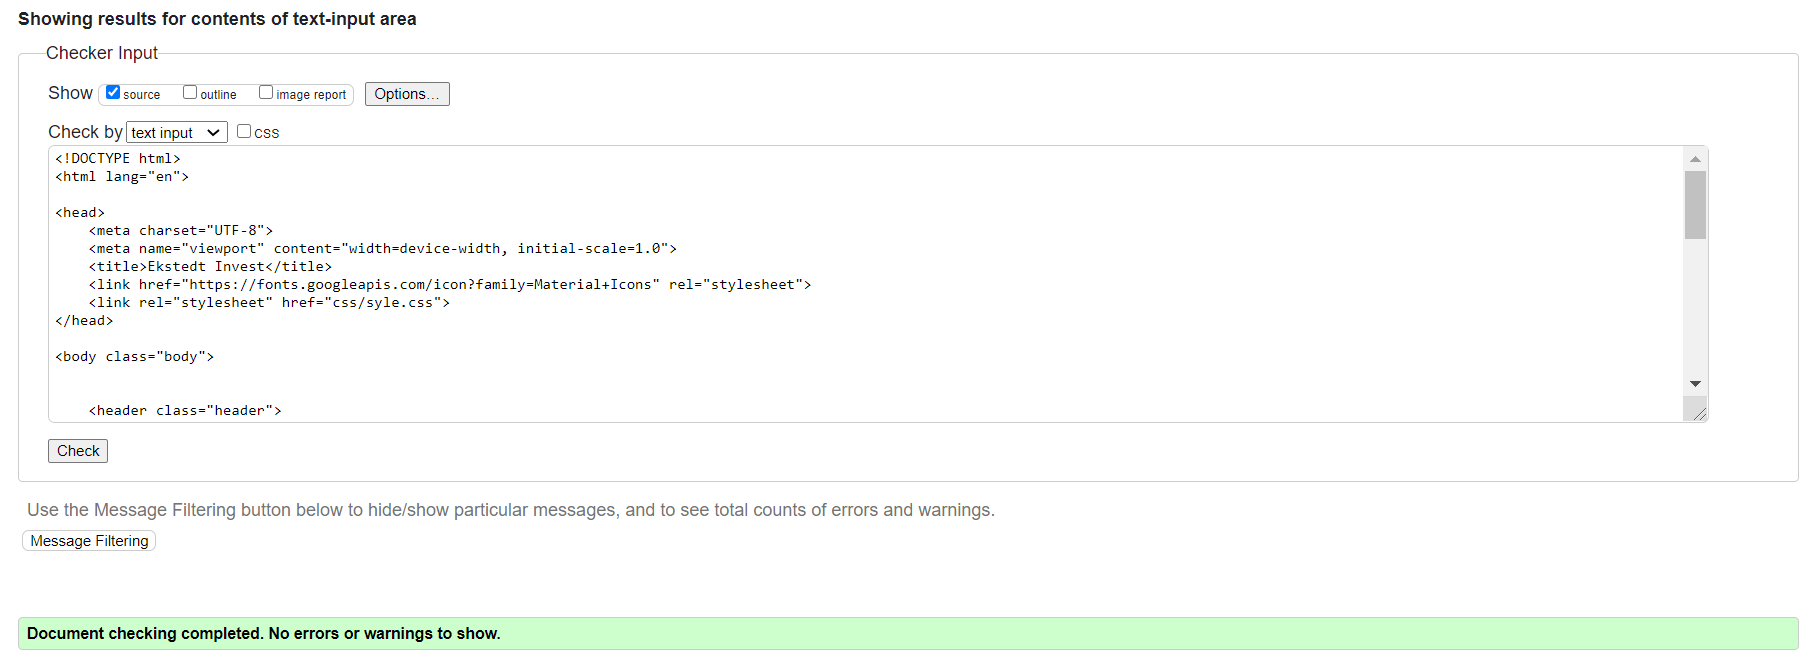 Showing results for contents of text-input area
Checker Input
Show source outline image report Options...
Check by text input css
<!DOCTYPE html>
<html lang="en">
<head>
<meta charset="UTF-8">
<meta name="viewport" content="width=device-width, initial-scale=1.0">
<title>Ekstedt Invest</title>
<link href="https://fonts.googleapis.com/icon?family=Material+Icons" rel="stylesheet">
<link rel="stylesheet" href="css/syle.css">
</head>
<body class="body">
<header class="header">
Check
Use the Message Filtering button below to hide/show particular messages, and to see total counts of errors and warnings.
Message Filtering
Document checking completed. No errors or warnings to show.